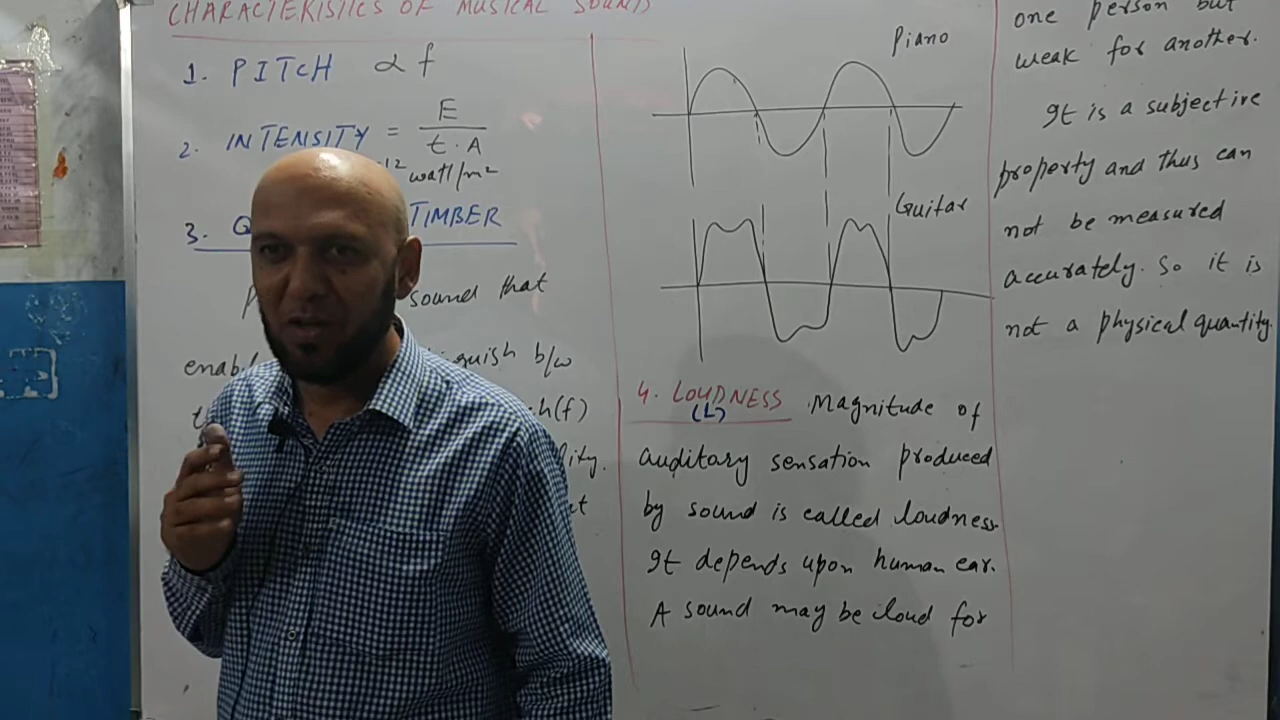 CHARACTERISTICS OF MUSICAL SOUNDS
1. PITCH ∝ f
2. INTENSITY = E / t · A
-12 watt/m²
3. Q TIMBER
sound that
b/w
(f)
Piano
Guitar
4. LOUDNESS Magnitude of
(L)
auditary sensation produced
by sound is called loudness.
It depends upon human ear.
A sound may be loud for
one person but
weak for another.
It is a subjective
property and thus can
not be measured
accurately. So it is
not a physical quantity.